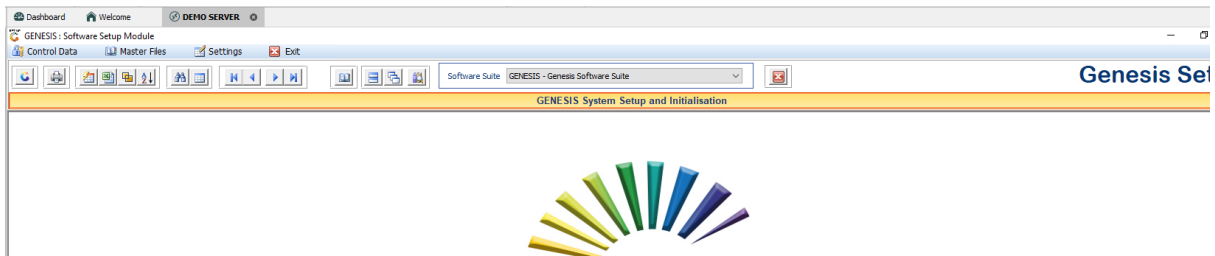 Dashboard Welcome DEMO SERVER
GENESIS : Software Setup Module
Control Data Master Files Settings Exit
Software Suite GENESIS - Genesis Software Suite
Genesis Set
GENESIS System Setup and Initialisation